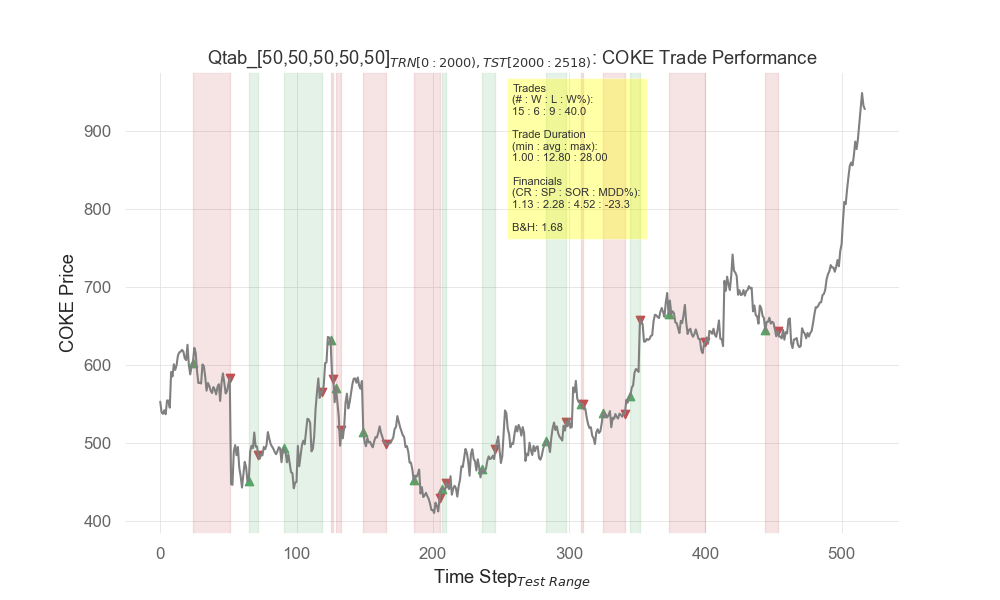 Qtab_[50,50,50,50,50]TRN[0:2000),TST[2000:2518): COKE Trade Performance
Trades
(# : W : L : W%):
15 : 6 : 9 : 40.0
Trade Duration
(min : avg : max):
1.00 : 12.80 : 28.00
Financials
(CR : SP : SOR : MDD%):
1.13 : 2.28 : 4.52 : -23.3
B&H: 1.68
COKE Price
900
800
700
600
500
400
0 100 200 300 400 500
Time StepTest Range